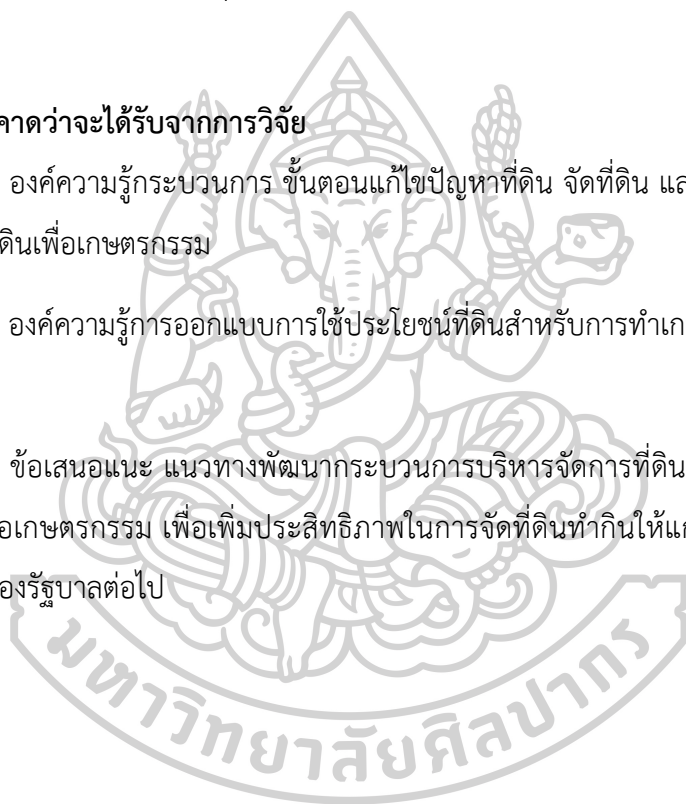 คาดว่าจะได้รับจากการวิจัย
องค์ความรู้กระบวนการ ขั้นตอนแก้ไขปัญหาที่ดิน จัดที่ดิน แล
ดินเพื่อเกษตรกรรม
องค์ความรู้การออกแบบการใช้ประโยชน์ที่ดินสำหรับการทำเก
ข้อเสนอแนะ แนวทางพัฒนากระบวนการบริหารจัดการที่ดิน
อเกษตรกรรม เพื่อเพิ่มประสิทธิภาพในการจัดที่ดินทำกินให้แก
องรัฐบาลต่อไป
มหาวิทยาลัยศิลปากร